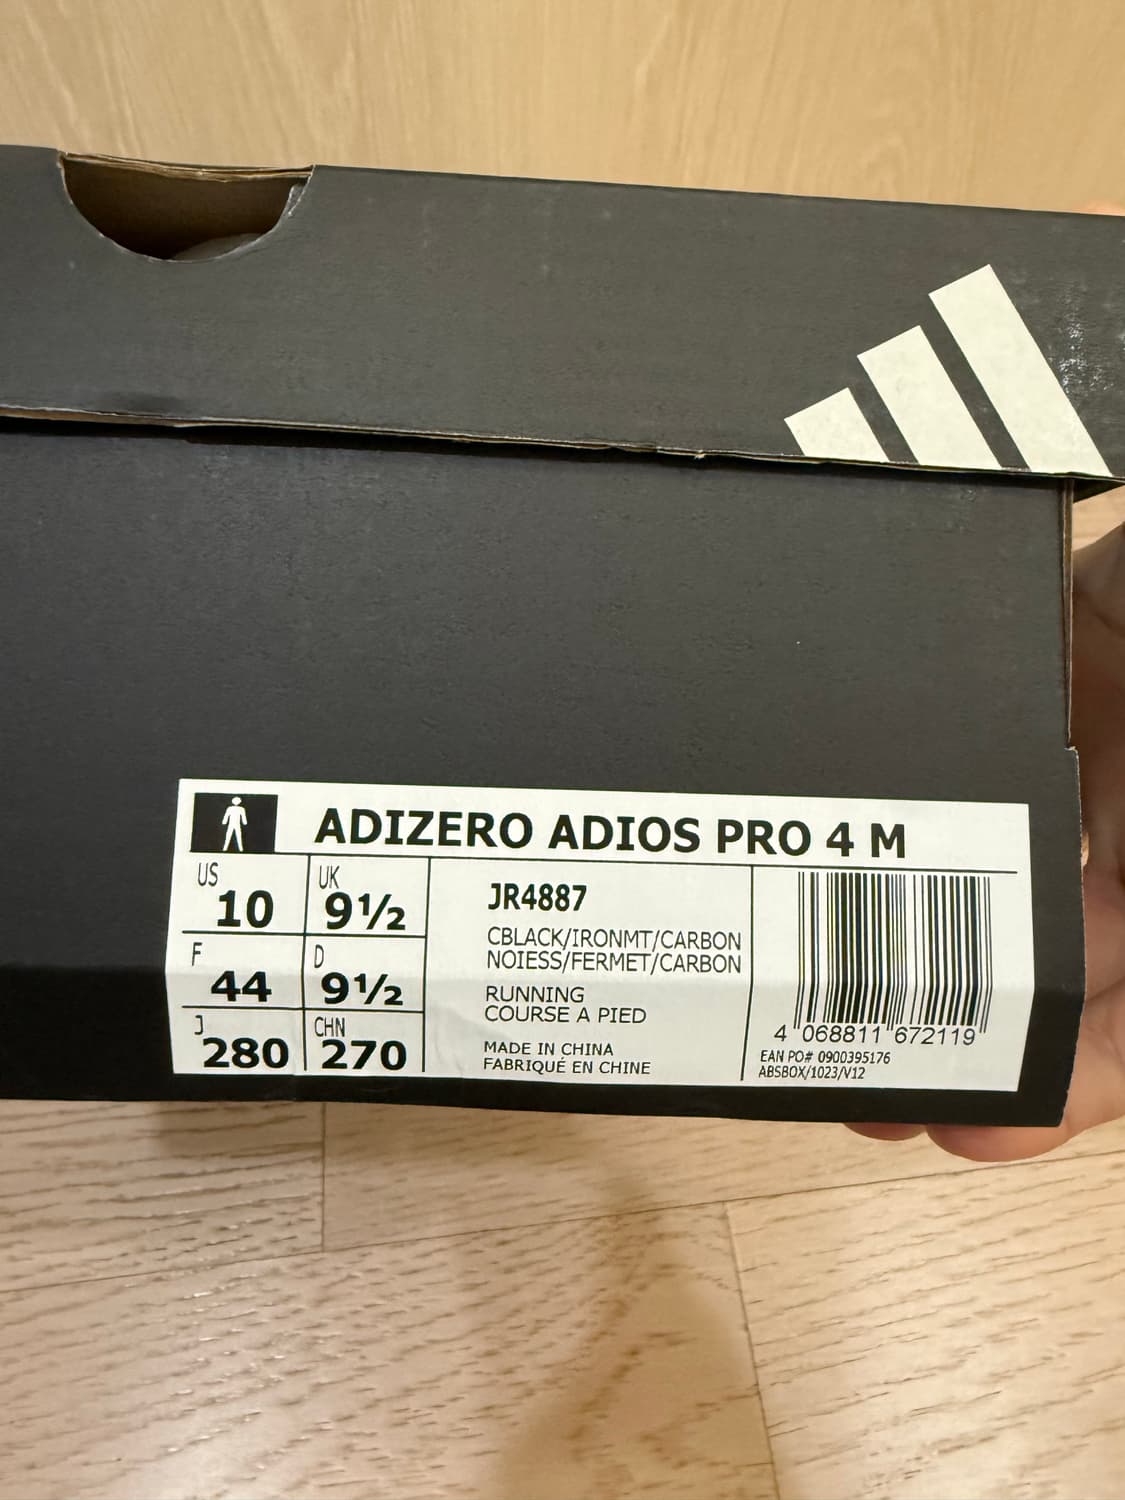 ADIZERO ADIOS PRO 4 M
US 10
UK 9½
F 44
D 9½
J 280
CHN 270
JR4887
CBLACK/IRONMT/CARBON
NOIESS/FERMET/CARBON
RUNNING
COURSE A PIED
MADE IN CHINA
FABRIQUÉ EN CHINE
4 068811 672119
EAN PO# 0900395176
ABSBOX/1023/V12